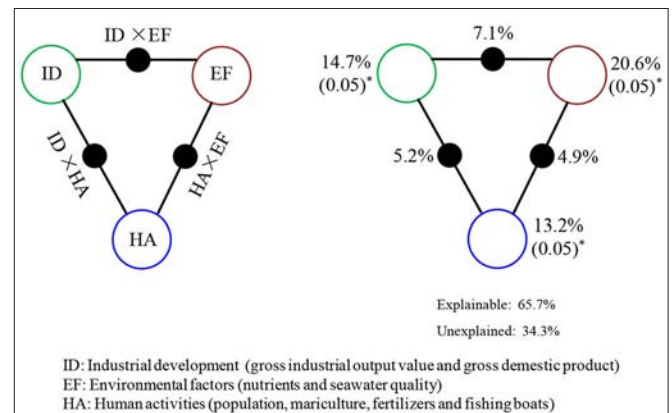 ID ×EF
7.1%
ID
EF
14.7%
(0.05)*
20.6%
(0.05)*
ID ×HA
HA×EF
5.2%
4.9%
HA
13.2%
(0.05)*
Explainable: 65.7%
Unexplained: 34.3%
ID: Industrial development (gross industrial output value and gross demestic product)
EF: Environmental factors (nutrients and seawater quality)
HA: Human activities (population, mariculture, fertilizers and fishing boats)